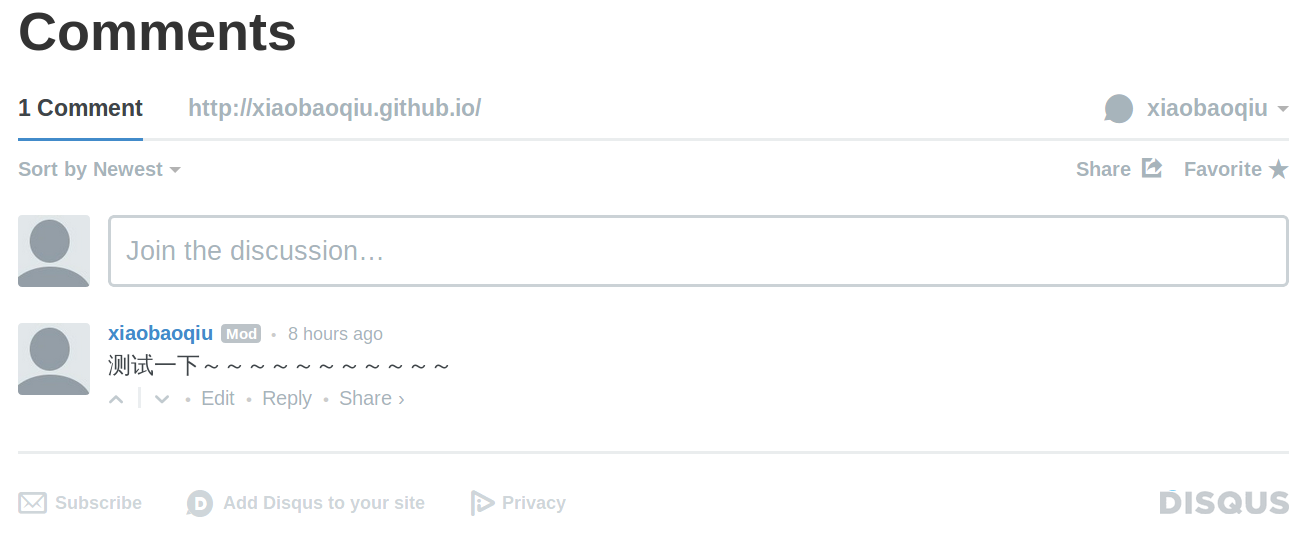 Comments
1 Comment http://xiaobaoqiu.github.io/ xiaobaoqiu
Sort by Newest Share Favorite
Join the discussion…
xiaobaoqiu Mod • 8 hours ago
测试一下～～～～～～～～～～～
• Edit • Reply • Share ›
Subscribe Add Disqus to your site Privacy DISQUS